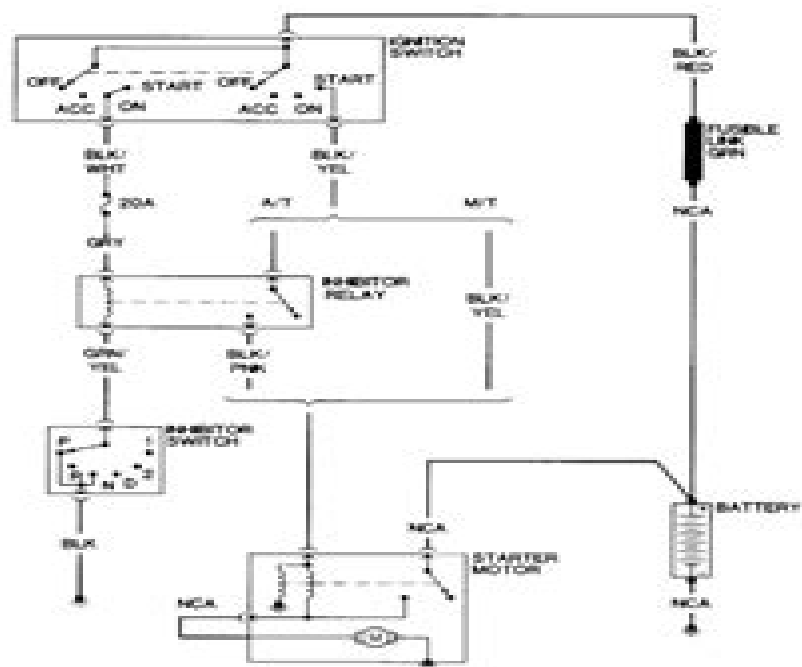 IGNITION
SWITCH
OFF
START
ACC
ON
OFF
START
ACC
ON
BLK/
RED
FUSIBLE
LINK
GRN
NCA
BLK/
WHT
BLK/
YEL
20A
A/T
M/T
GRY
INHIBITOR
RELAY
BLK/
YEL
GRN/
YEL
BLK/
PNK
INHIBITOR
SWITCH
P
1
R
N
D
2
BLK
NCA
BATTERY
STARTER
MOTOR
NCA
M
NCA